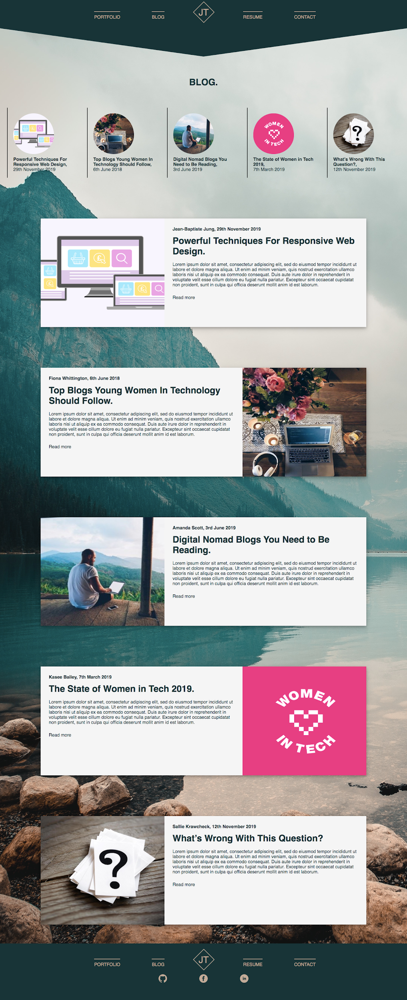 PORTFOLIO BLOG JT RESUME CONTACT
BLOG.
Powerful Techniques For
Responsive Web Design,
29th November 2019
Top Blogs Young Women In
Technology Should Follow,
6th June 2018
Digital Nomad Blogs You
Need to Be Reading,
3rd June 2019
WOMEN
IN TECH
The State of Women in Tech
2019,
7th March 2019
?
What's Wrong With This
Question?,
12th November 2019
£
£
£
Jean-Baptiste Jung, 29th November 2019
Powerful Techniques For Responsive Web
Design.
Lorem ipsum dolor sit amet, consectetur adipiscing elit, sed do eiusmod tempor incididunt ut
labore et dolore magna aliqua. Ut enim ad minim veniam, quis nostrud exercitation ullamco
laboris nisi ut aliquip ex ea commodo consequat. Duis aute irure dolor in reprehenderit in
voluptate velit esse cillum dolore eu fugiat nulla pariatur. Excepteur sint occaecat cupidatat
non proident, sunt in culpa qui officia deserunt mollit anim id est laborum.
Read more
Fiona Whittington, 6th June 2018
Top Blogs Young Women In Technology
Should Follow.
Lorem ipsum dolor sit amet, consectetur adipiscing elit, sed do eiusmod tempor incididunt ut
labore et dolore magna aliqua. Ut enim ad minim veniam, quis nostrud exercitation ullamco
laboris nisi ut aliquip ex ea commodo consequat. Duis aute irure dolor in reprehenderit in
voluptate velit esse cillum dolore eu fugiat nulla pariatur. Excepteur sint occaecat cupidatat
non proident, sunt in culpa qui officia deserunt mollit anim id est laborum.
Read more
Amanda Scott, 3rd June 2019
Digital Nomad Blogs You Need to Be
Reading.
Lorem ipsum dolor sit amet, consectetur adipiscing elit, sed do eiusmod tempor incididunt ut
labore et dolore magna aliqua. Ut enim ad minim veniam, quis nostrud exercitation ullamco
laboris nisi ut aliquip ex ea commodo consequat. Duis aute irure dolor in reprehenderit in
voluptate velit esse cillum dolore eu fugiat nulla pariatur. Excepteur sint occaecat cupidatat
non proident, sunt in culpa qui officia deserunt mollit anim id est laborum.
Read more
Kasee Bailey, 7th March 2019
The State of Women in Tech 2019.
Lorem ipsum dolor sit amet, consectetur adipiscing elit, sed do eiusmod tempor incididunt ut
labore et dolore magna aliqua. Ut enim ad minim veniam, quis nostrud exercitation ullamco
laboris nisi ut aliquip ex ea commodo consequat. Duis aute irure dolor in reprehenderit in
voluptate velit esse cillum dolore eu fugiat nulla pariatur. Excepteur sint occaecat cupidatat
non proident, sunt in culpa qui officia deserunt mollit anim id est laborum.
Read more
WOMEN
IN TECH
?
Sallie Krawcheck, 12th November 2019
What's Wrong With This Question?
Lorem ipsum dolor sit amet, consectetur adipiscing elit, sed do eiusmod tempor incididunt ut
labore et dolore magna aliqua. Ut enim ad minim veniam, quis nostrud exercitation ullamco
laboris nisi ut aliquip ex ea commodo consequat. Duis aute irure dolor in reprehenderit in
voluptate velit esse cillum dolore eu fugiat nulla pariatur. Excepteur sint occaecat cupidatat
non proident, sunt in culpa qui officia deserunt mollit anim id est laborum.
Read more
PORTFOLIO BLOG JT RESUME CONTACT
f in